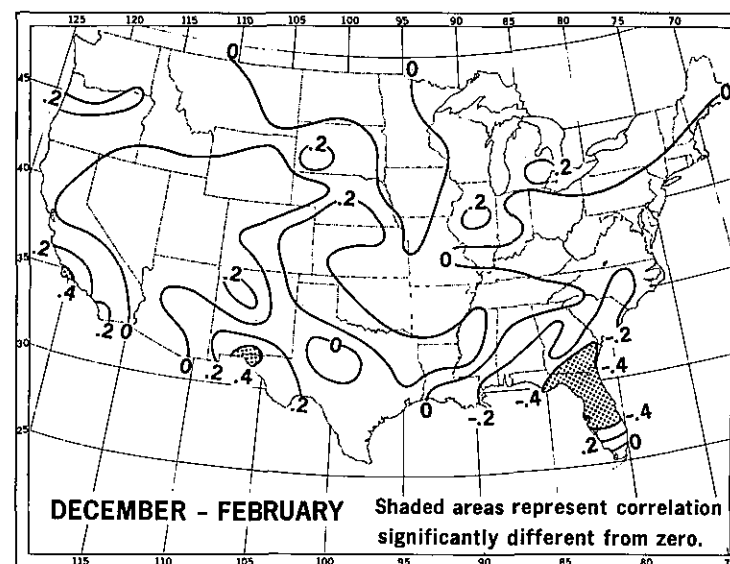 125 120 115 110 105 100 95 90 85 80 75 70
0 0
45 0
.2
.2 .2
40
.2 .2
0
35 .2 .2
.4
-.2
.2 0 0
30 0 .2 .4 -.4
.2 0 -.2 -.4 -.4
25 .2 0
DECEMBER - FEBRUARY Shaded areas represent correlation
significantly different from zero.
115 110 105 100 95 90 85 80 75